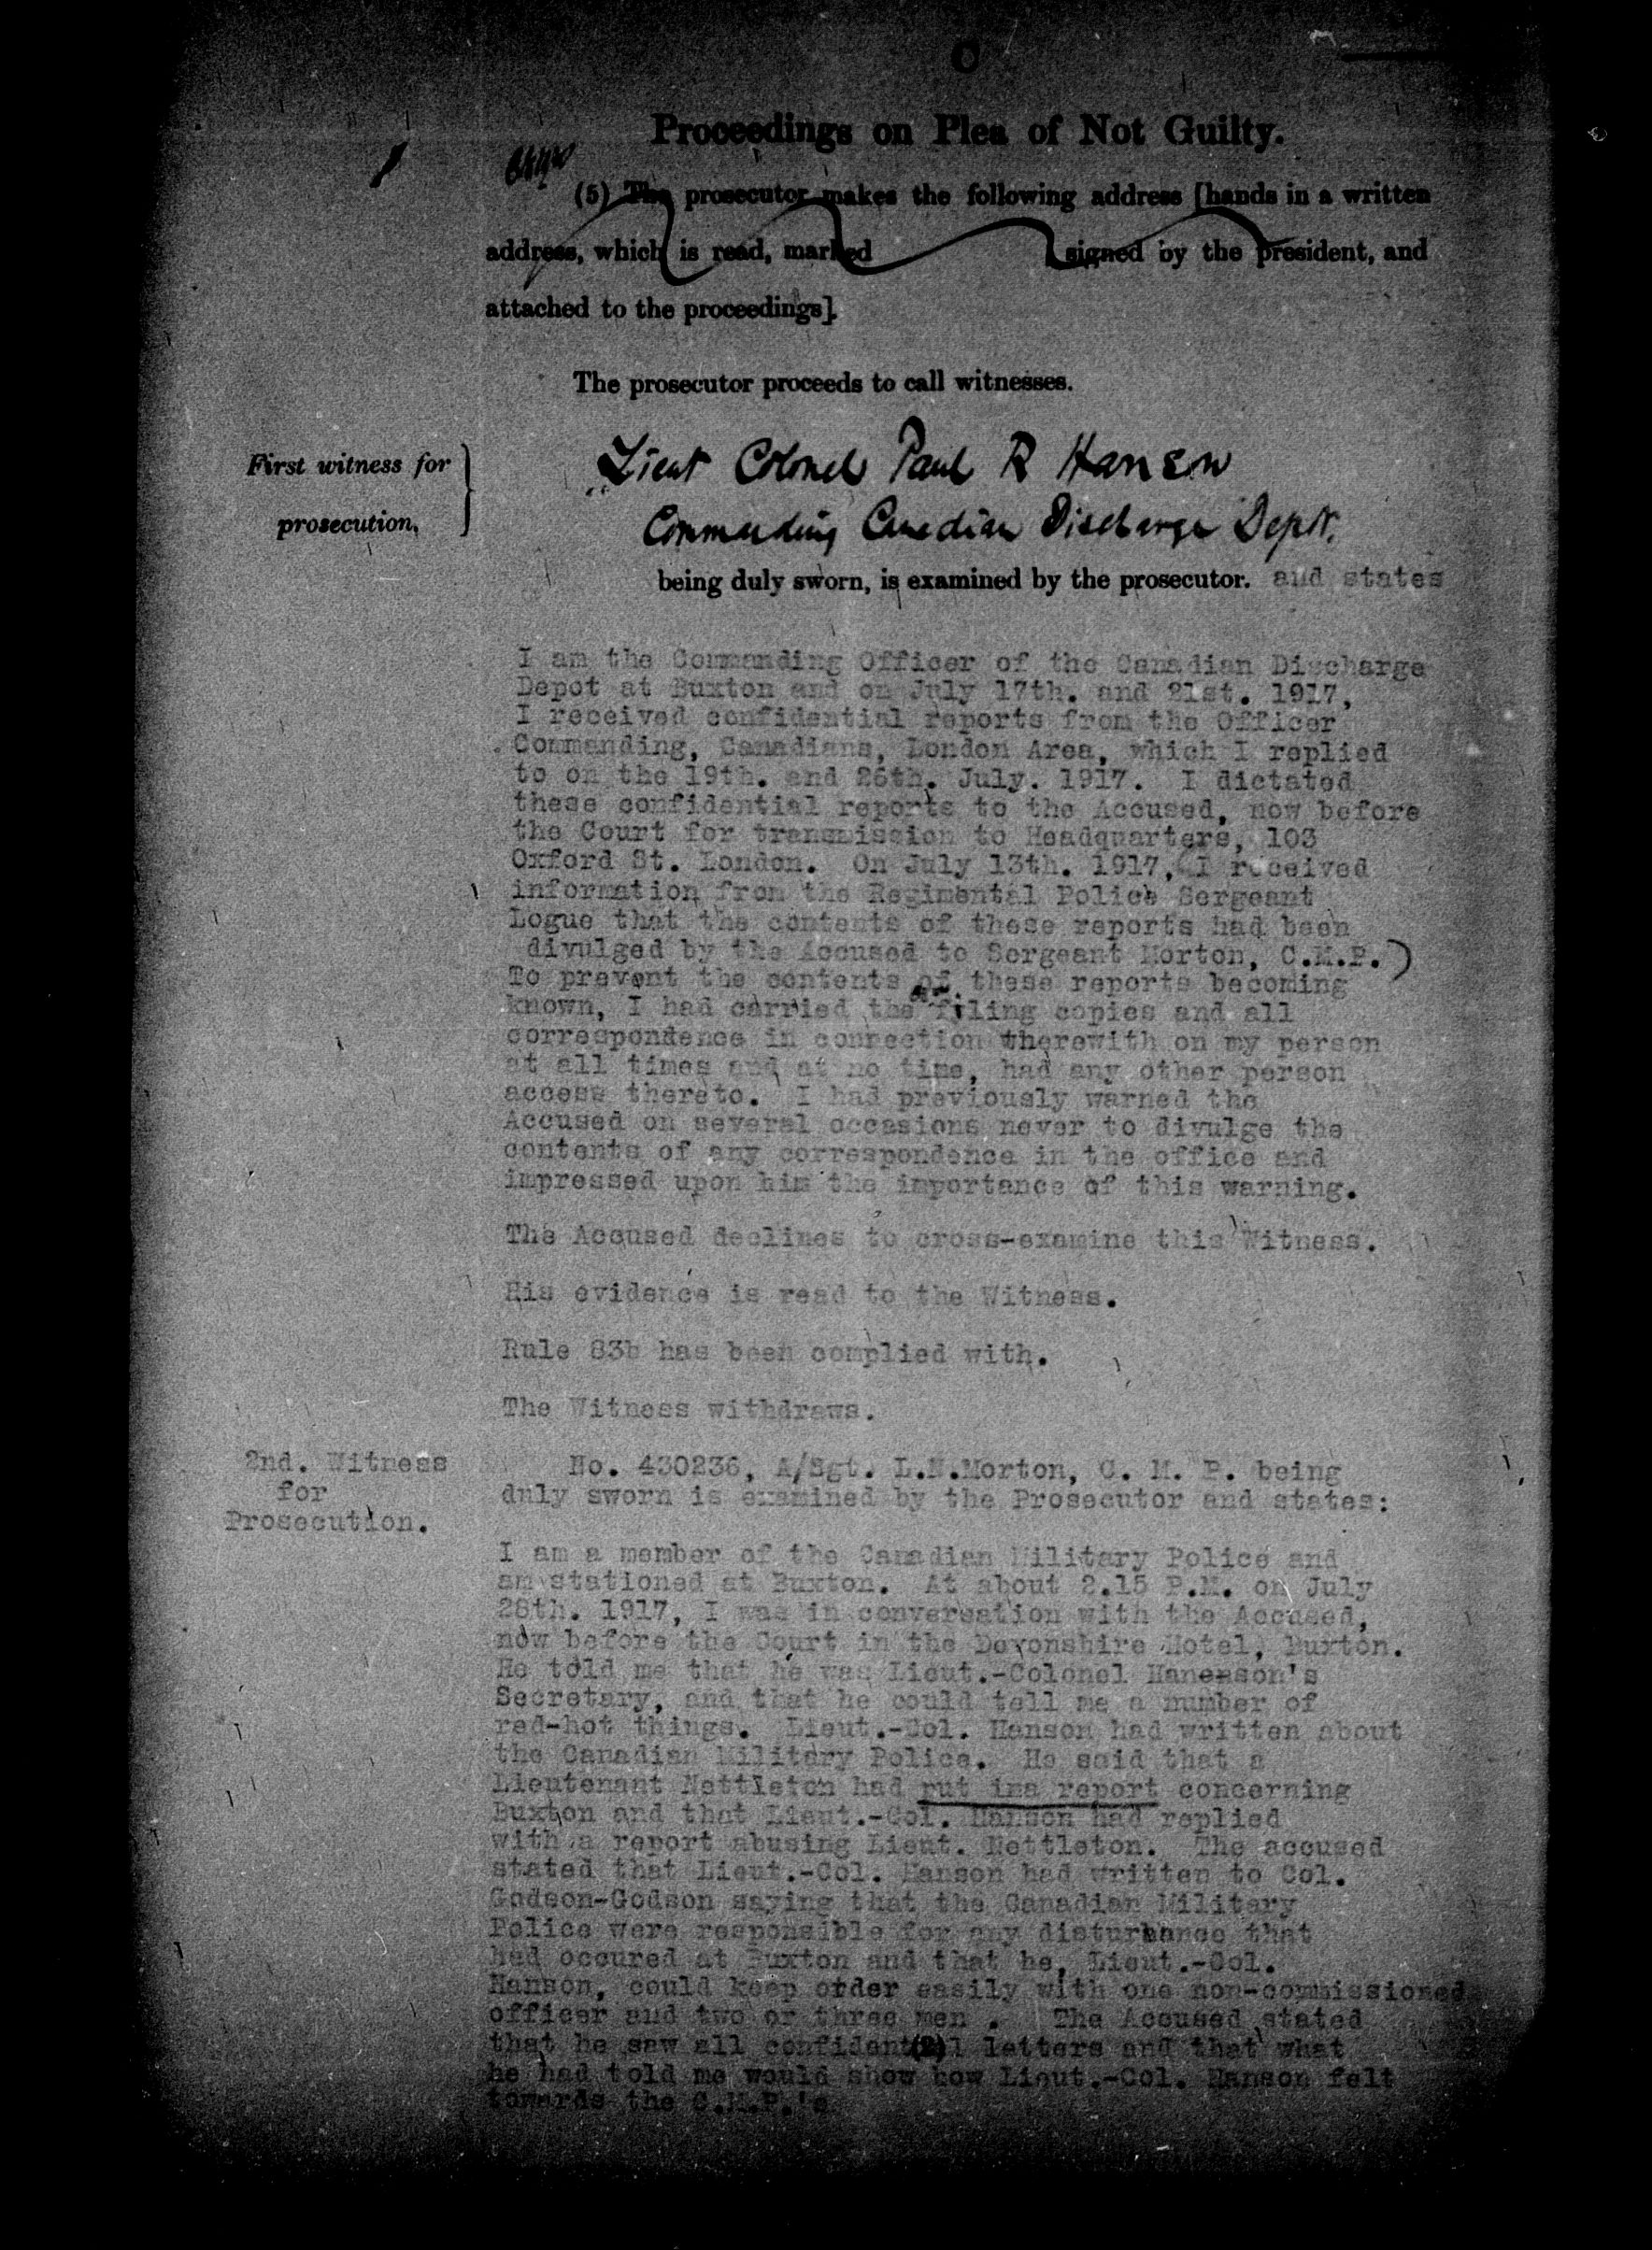 Proceedings on Plea of Not Guilty.
(5) The prosecutor makes the following address [hands in a written
address, which is read, marked signed by the president, and
attached to the proceedings].
The prosecutor proceeds to call witnesses.
First witness for
prosecution.
Lieut Colonel Paul R Hanson
Commanding Canadian Discharge Depot.
being duly sworn, is examined by the prosecutor. and states
I am the Commanding Officer of the Canadian Discharge
Depot at Buxton and on July 17th. and 21st. 1917,
I received confidential reports from the Officer
Commanding, Canadians, London Area, which I replied
to on the 19th. and 26th. July. 1917. I dictated
these confidential reports to the Accused, now before
the Court for transmission to Headquarters, 103
Oxford St. London. On July 13th. 1917, I received
information from the Regimental Police Sergeant
Logue that the contents of these reports had been
divulged by the Accused to Sergeant Morton, C.M.P.)
To prevent the contents of these reports becoming
known, I had carried the filing copies and all
correspondence in connection therewith on my person
at all times and at no time, had any other person
access thereto. I had previously warned the
Accused on several occasions never to divulge the
contents of any correspondence in the office and
impressed upon him the importance of this warning.
The Accused declines to cross-examine this Witness.
His evidence is read to the Witness.
Rule 83b has been complied with.
The Witness withdraws.
2nd. Witness
for
Prosecution.
No. 430236, A/Sgt. L.N.Morton, C. M. P. being
duly sworn is examined by the Prosecutor and states:
I am a member of the Canadian Military Police and
am stationed at Buxton. At about 2.15 P.M. on July
28th. 1917, I was in conversation with the Accused,
now before the Court in the Devonshire Hotel, Buxton.
He told me that he was Lieut.-Colonel Hanenson's
Secretary, and that he could tell me a number of
red-hot things. Lieut.-Col. Hanson had written about
the Canadian Military Police. He said that a
Lieutenant Nettleton had put ina report concerning
Buxton and that Lieut.-Col. Hanson had replied
with a report abusing Lieut. Nettleton. The accused
stated that Lieut.-Col. Hanson had written to Col.
Godson-Godson saying that the Canadian Military
Police were responsible for any disturbance that
had occured at Buxton and that he, Lieut.-Col.
Hanson, could keep order easily with one non-commissioned
officer and two or three men . The Accused stated
that he saw all confident(2)l letters and that what
he had told me would show how Lieut.-Col. Hanson felt
towards the C.M.P.'s